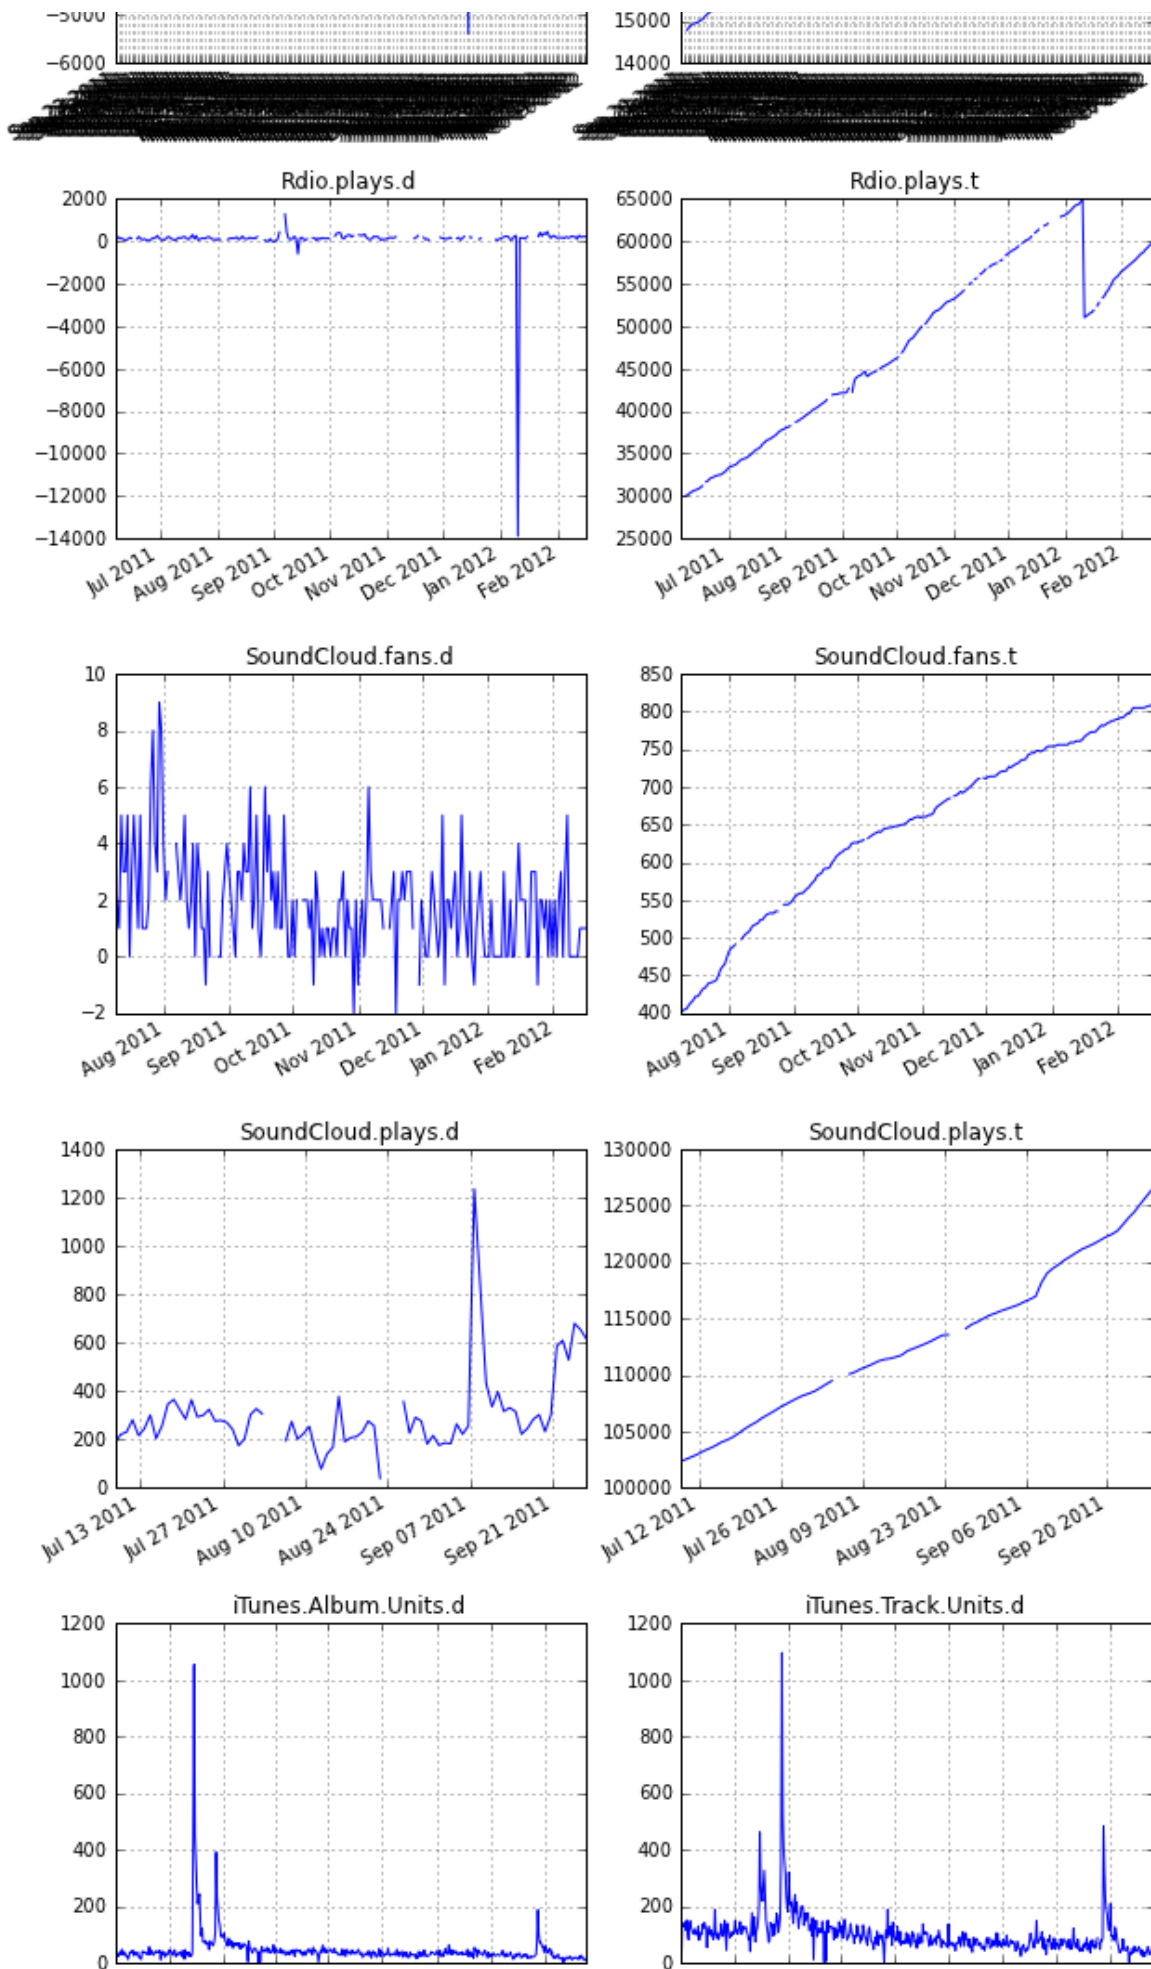 −5000
−6000
15000
14000
Rdio.plays.d
2000
0
−2000
−4000
−6000
−8000
−10000
−12000
−14000
Jul 2011
Aug 2011
Sep 2011
Oct 2011
Nov 2011
Dec 2011
Jan 2012
Feb 2012
Rdio.plays.t
65000
60000
55000
50000
45000
40000
35000
30000
25000
Jul 2011
Aug 2011
Sep 2011
Oct 2011
Nov 2011
Dec 2011
Jan 2012
Feb 2012
SoundCloud.fans.d
10
8
6
4
2
0
−2
Aug 2011
Sep 2011
Oct 2011
Nov 2011
Dec 2011
Jan 2012
Feb 2012
SoundCloud.fans.t
850
800
750
700
650
600
550
500
450
400
Aug 2011
Sep 2011
Oct 2011
Nov 2011
Dec 2011
Jan 2012
Feb 2012
SoundCloud.plays.d
1400
1200
1000
800
600
400
200
0
Jul 13 2011
Jul 27 2011
Aug 10 2011
Aug 24 2011
Sep 07 2011
Sep 21 2011
SoundCloud.plays.t
130000
125000
120000
115000
110000
105000
100000
Jul 12 2011
Jul 26 2011
Aug 09 2011
Aug 23 2011
Sep 06 2011
Sep 20 2011
iTunes.Album.Units.d
1200
1000
800
600
400
200
0
iTunes.Track.Units.d
1200
1000
800
600
400
200
0